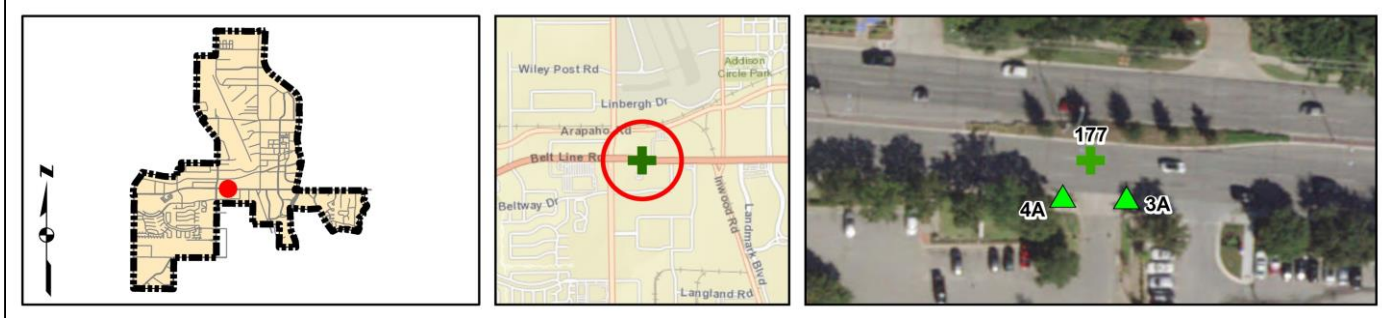 N
Wiley Post Rd
Addison
Circle Park
Linbergh Dr
Arapaho Rd
Belt Line Rd
Beltway Dr
Inwood Rd
Landmark Blvd
Langland Rd
177
4A
3A